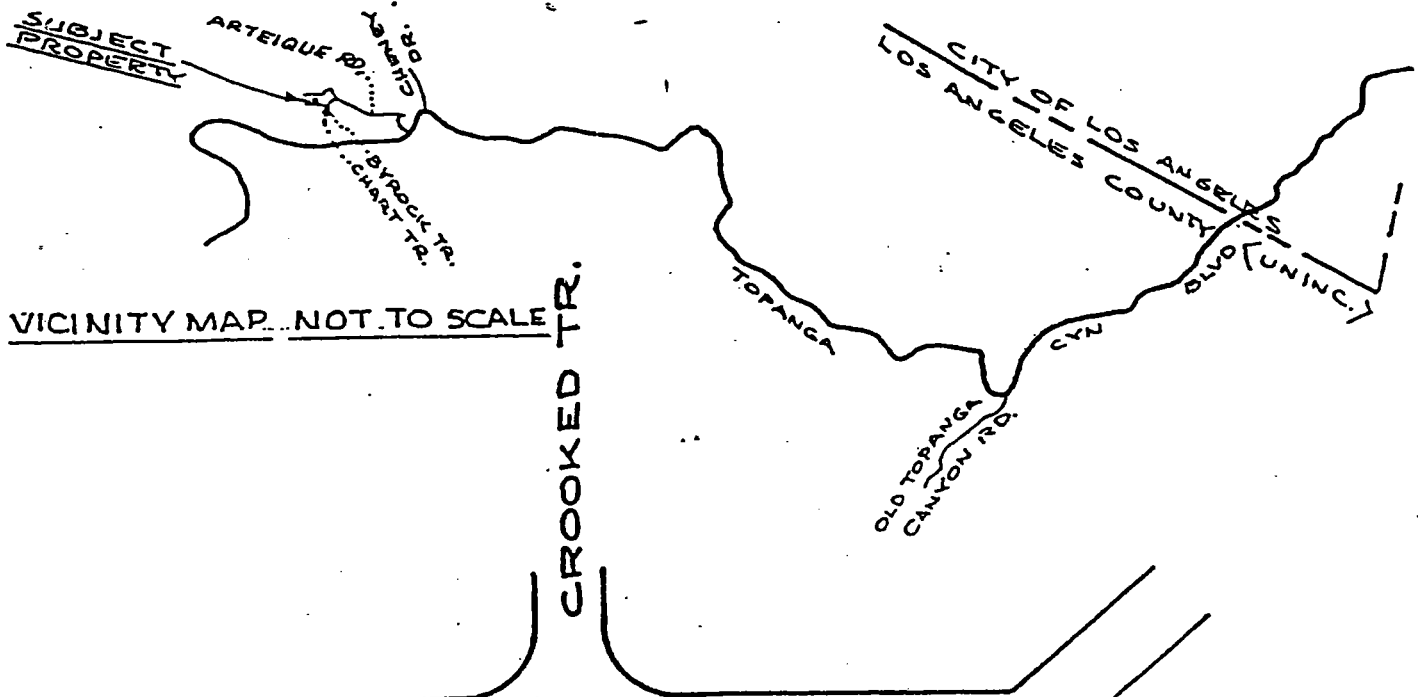 SUBJECT
PROPERTY
ARTEIQUE RD.
CHENEY
DR.
BYROCK TR.
CHART TR.
CITY OF LOS ANGELES
LOS ANGELES COUNTY
(UNINC.)
TOPANGA
CYN
BLVD
OLD TOPANGA
CANYON RD.
VICINITY MAP...NOT.TO SCALE
CROOKED TR.